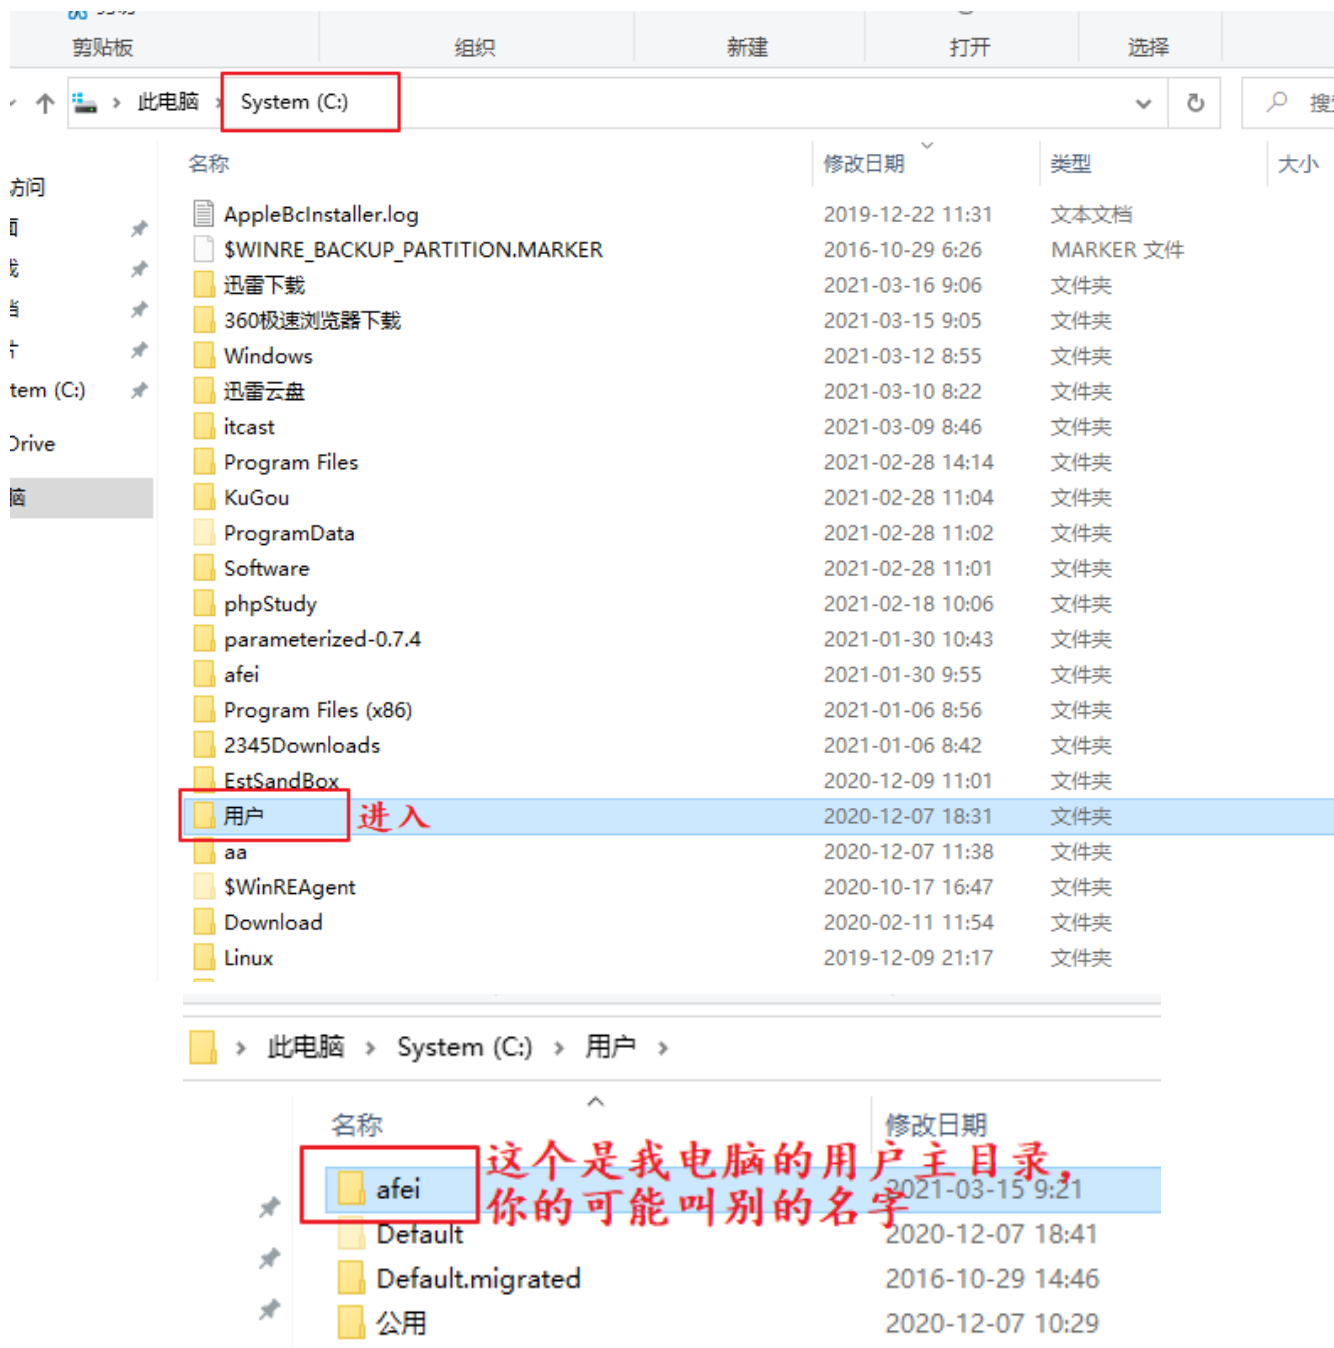 剪贴板 组织 新建 打开 选择
此电脑 › System (C:)
名称 修改日期 类型 大小
访问
AppleBcInstaller.log 2019-12-22 11:31 文本文档
$WINRE_BACKUP_PARTITION.MARKER 2016-10-29 6:26 MARKER 文件
迅雷下载 2021-03-16 9:06 文件夹
360极速浏览器下载 2021-03-15 9:05 文件夹
Windows 2021-03-12 8:55 文件夹
tem (C:)
迅雷云盘 2021-03-10 8:22 文件夹
itcast 2021-03-09 8:46 文件夹
Drive
Program Files 2021-02-28 14:14 文件夹
脑
KuGou 2021-02-28 11:04 文件夹
ProgramData 2021-02-28 11:02 文件夹
Software 2021-02-28 11:01 文件夹
phpStudy 2021-02-18 10:06 文件夹
parameterized-0.7.4 2021-01-30 10:43 文件夹
afei 2021-01-30 9:55 文件夹
Program Files (x86) 2021-01-06 8:56 文件夹
2345Downloads 2021-01-06 8:42 文件夹
EstSandBox 2020-12-09 11:01 文件夹
用户 进入 2020-12-07 18:31 文件夹
aa 2020-12-07 11:38 文件夹
$WinREAgent 2020-10-17 16:47 文件夹
Download 2020-02-11 11:54 文件夹
Linux 2019-12-09 21:17 文件夹
› 此电脑 › System (C:) › 用户 ›
名称 修改日期
这个是我电脑的用户主目录，
afei 2021-03-15 9:21
你的可能叫别的名字
Default 2020-12-07 18:41
Default.migrated 2016-10-29 14:46
公用 2020-12-07 10:29